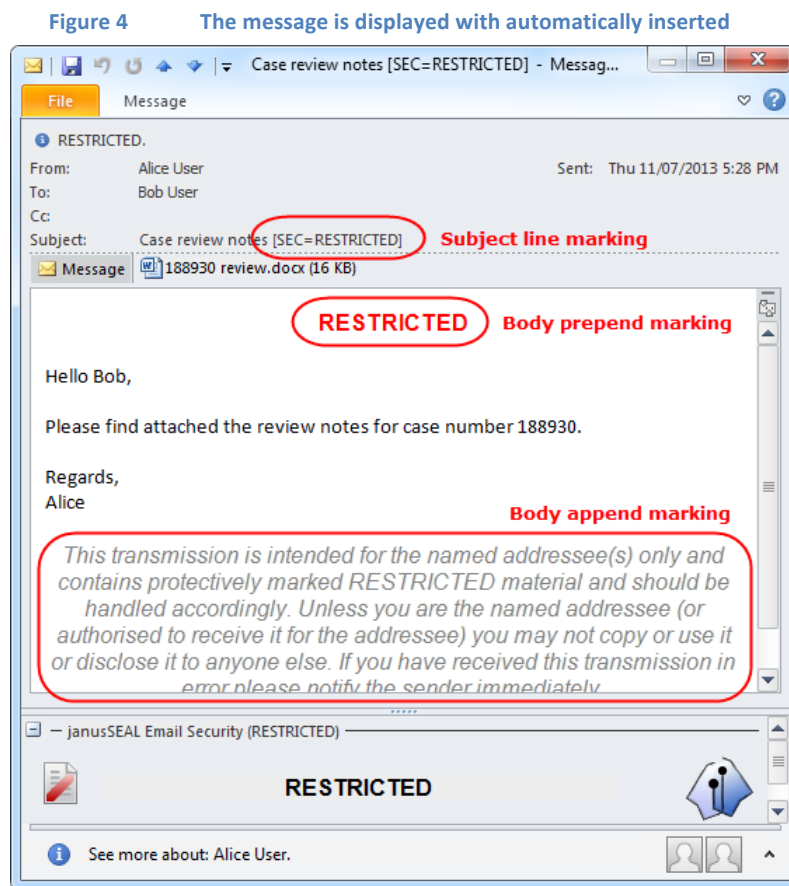 Figure 4 The message is displayed with automatically inserted
Case review notes [SEC=RESTRICTED] - Messag...
File Message
RESTRICTED.
From: Alice User Sent: Thu 11/07/2013 5:28 PM
To: Bob User
Cc:
Subject: Case review notes [SEC=RESTRICTED] Subject line marking
Message 188930 review.docx (16 KB)
RESTRICTED Body prepend marking
Hello Bob,
Please find attached the review notes for case number 188930.
Regards,
Alice
Body append marking
This transmission is intended for the named addressee(s) only and
contains protectively marked RESTRICTED material and should be
handled accordingly. Unless you are the named addressee (or
authorised to receive it for the addressee) you may not copy or use it
or disclose it to anyone else. If you have received this transmission in
error please notify the sender immediately
janusSEAL Email Security (RESTRICTED)
RESTRICTED
See more about: Alice User.